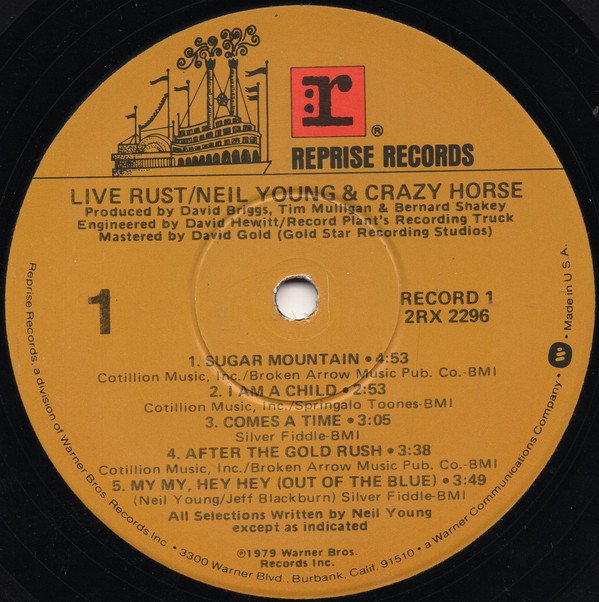 r
®
REPRISE RECORDS
LIVE RUST/NEIL YOUNG & CRAZY HORSE
Produced by David Briggs, Tim Mulligan & Bernard Shakey
Engineered by David Hewitt/Record Plant's Recording Truck
Mastered by David Gold (Gold Star Recording Studios)
1
RECORD 1
2RX 2296
1. SUGAR MOUNTAIN • 4:53
Cotillion Music, Inc./Broken Arrow Music Pub. Co.-BMI
2. I AM A CHILD • 2:53
Cotillion Music, Inc./Springalo Toones-BMI
3. COMES A TIME • 3:05
Silver Fiddle-BMI
4. AFTER THE GOLD RUSH • 3:38
Cotillion Music, Inc./Broken Arrow Music Pub. Co.-BMI
5. MY MY, HEY HEY (OUT OF THE BLUE) • 3:49
(Neil Young/Jeff Blackburn) Silver Fiddle-BMI
All Selections Written by Neil Young
except as indicated
℗1979 Warner Bros.
Records Inc.
Reprise Records, a division of Warner Bros. Records Inc. • 3300 Warner Blvd., Burbank, Calif. 91510 • a Warner Communications Company • W • Made in U.S.A.